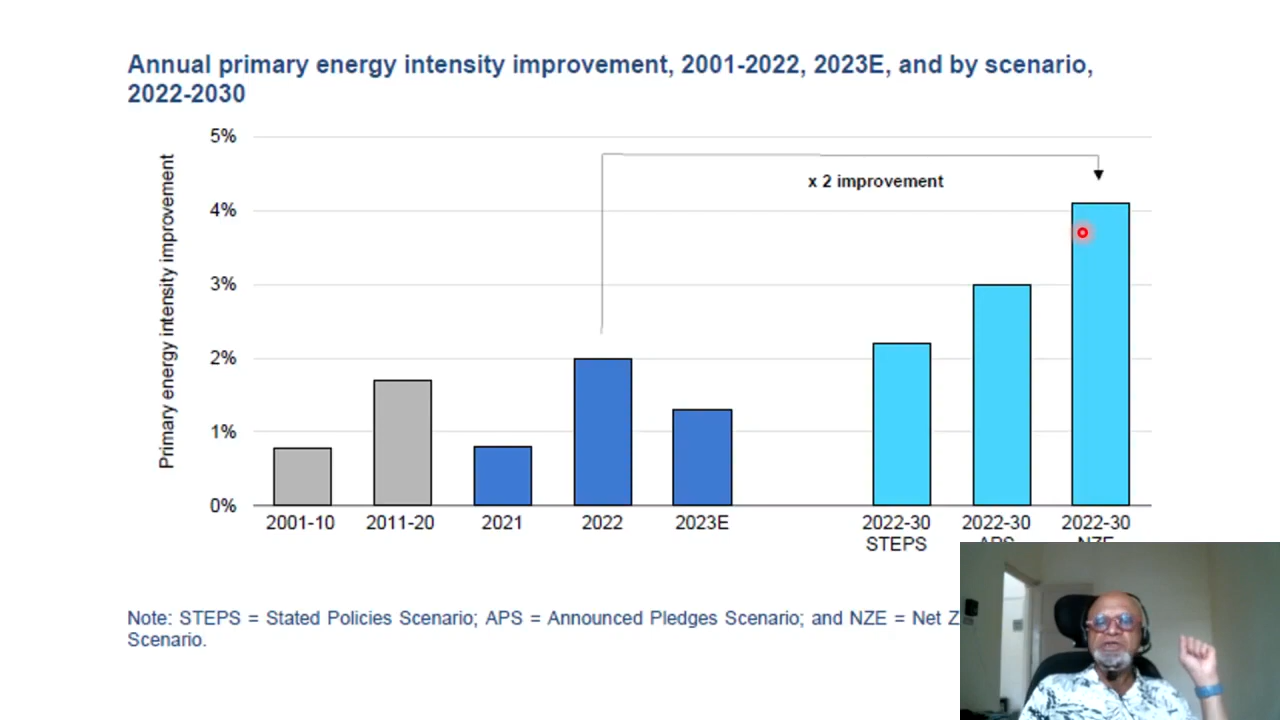 Annual primary energy intensity improvement, 2001-2022, 2023E, and by scenario,
2022-2030
Primary energy intensity improvement
5%
4%
3%
2%
1%
0%
x 2 improvement
2001-10
2011-20
2021
2022
2023E
2022-30
STEPS
2022-30
APS
2022-30
NZE
Note: STEPS = Stated Policies Scenario; APS = Announced Pledges Scenario; and NZE = Net Z
Scenario.